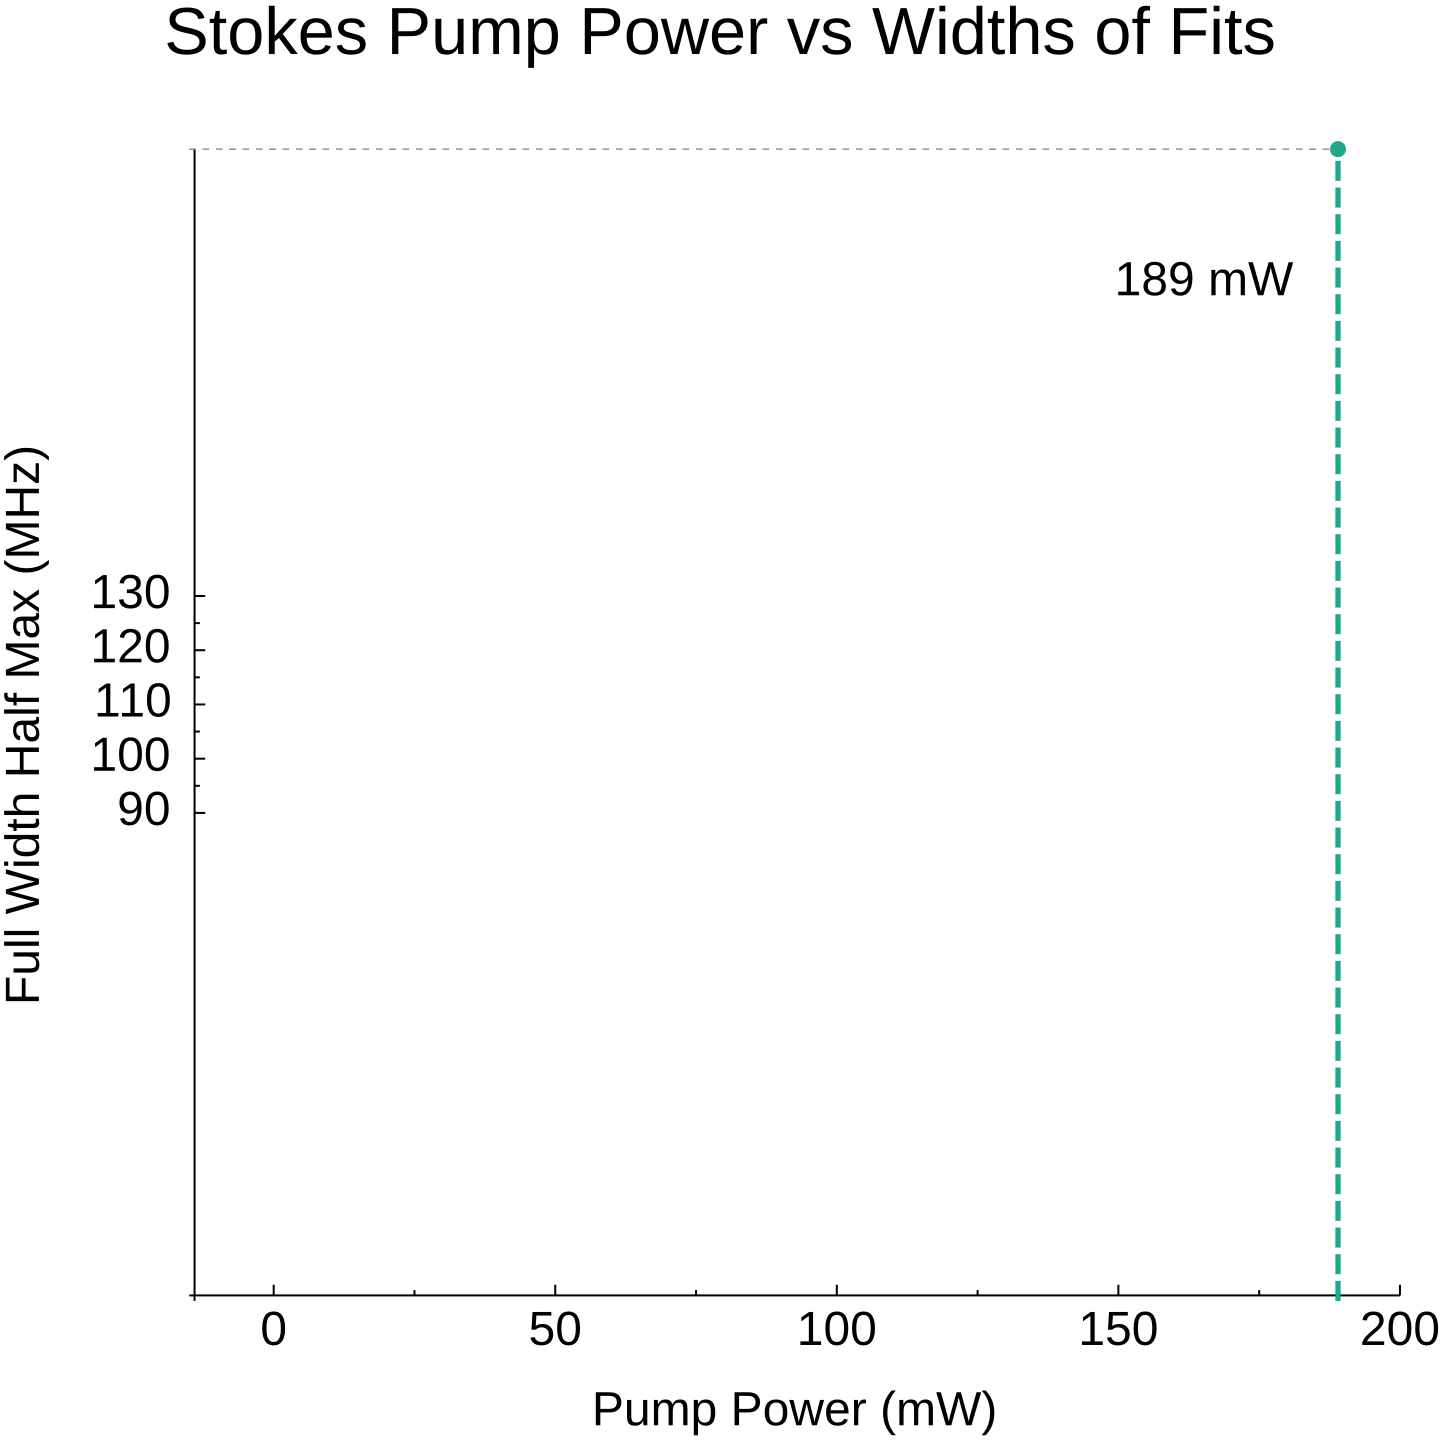 Stokes Pump Power vs Widths of Fits
189 mW
Full Width Half Max (MHz)
130
120
110
100
90
0 50 100 150 200
Pump Power (mW)